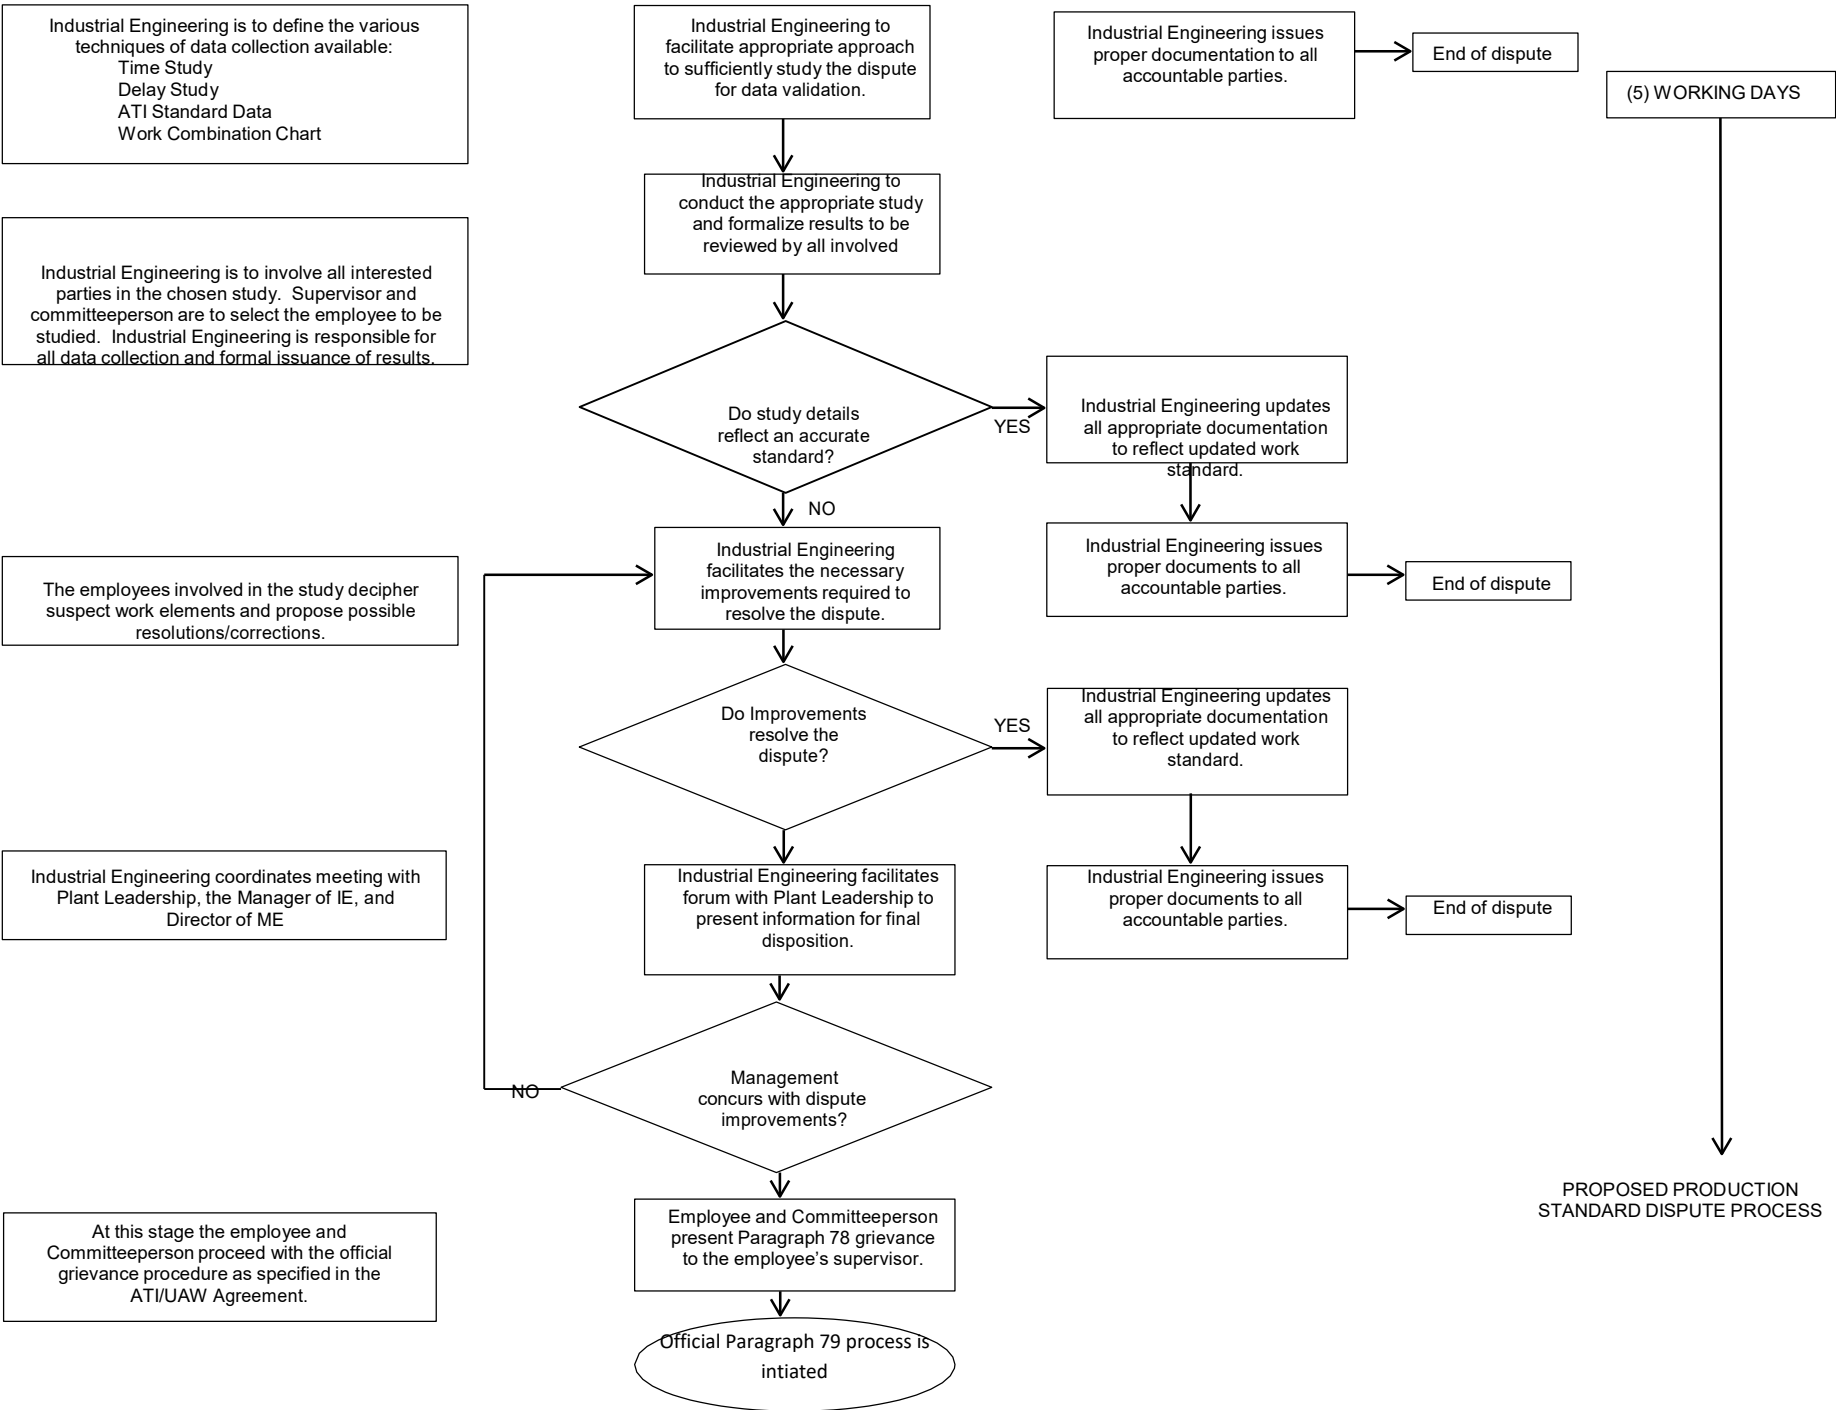 Industrial Engineering is to define the various
techniques of data collection available:
Time Study
Delay Study
ATI Standard Data
Work Combination Chart
Industrial Engineering to
facilitate appropriate approach
to sufficiently study the dispute
for data validation.
Industrial Engineering issues
proper documentation to all
accountable parties.
End of dispute
(5) WORKING DAYS
Industrial Engineering to
conduct the appropriate study
and formalize results to be
reviewed by all involved
Industrial Engineering is to involve all interested
parties in the chosen study.  Supervisor and
committeeperson are to select the employee to be
studied.  Industrial Engineering is responsible for
all data collection and formal issuance of results.
Do study details
reflect an accurate
standard?
YES
Industrial Engineering updates
all appropriate documentation
to reflect updated work
standard.
NO
Industrial Engineering
facilitates the necessary
improvements required to
resolve the dispute.
Industrial Engineering issues
proper documents to all
accountable parties.
End of dispute
The employees involved in the study decipher
suspect work elements and propose possible
resolutions/corrections.
Do Improvements
resolve the
dispute?
YES
Industrial Engineering updates
all appropriate documentation
to reflect updated work
standard.
Industrial Engineering coordinates meeting with
Plant Leadership, the Manager of IE, and
Director of ME
Industrial Engineering facilitates
forum with Plant Leadership to
present information for final
disposition.
Industrial Engineering issues
proper documents to all
accountable parties.
End of dispute
Management
concurs with dispute
improvements?
NO
PROPOSED PRODUCTION
STANDARD DISPUTE PROCESS
At this stage the employee and
Committeeperson proceed with the official
grievance procedure as specified in the
ATI/UAW Agreement.
Employee and Committeeperson
present Paragraph 78 grievance
to the employee’s supervisor.
Official Paragraph 79 process is
intiated